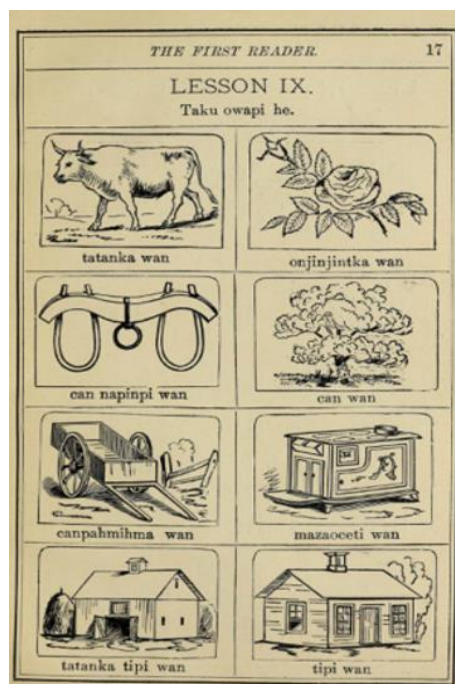 THE FIRST READER. 17
LESSON IX.
Taku owapi he.
tatanka wan
onjinjintka wan
can napinpi wan
can wan
canpahmihma wan
mazaoceti wan
tatanka tipi wan
tipi wan